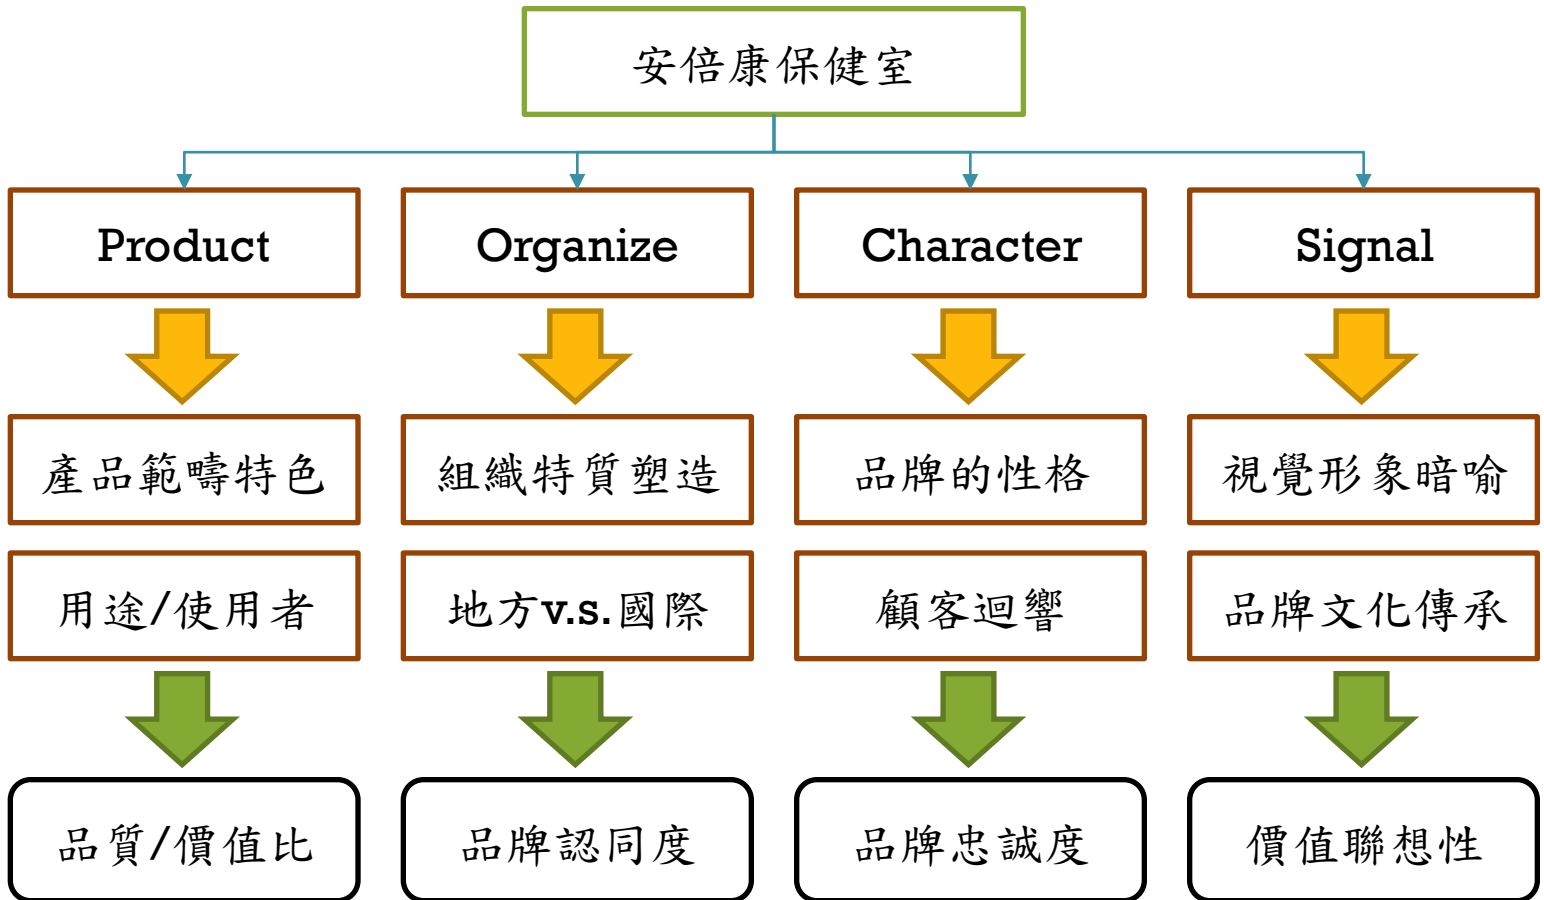 安倍康保健室
Product
Organize
Character
Signal
產品範疇特色
組織特質塑造
品牌的性格
視覺形象暗喻
用途/使用者
地方v.s.國際
顧客迴響
品牌文化傳承
品質/價值比
品牌認同度
品牌忠誠度
價值聯想性